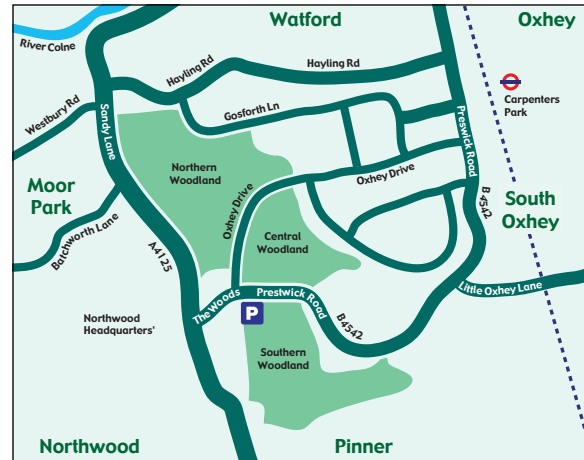 Watford
Oxhey
River Colne
Hayling Rd
Hayling Rd
Westbury Rd
Sandy Lane
Gosforth Ln
Carpenters
Park
Preswick Road
Northern
Woodland
Oxhey Drive
Moor
Park
B 4542
South
Oxhey
Oxhey Drive
Batchworth Lane
A4125
Central
Woodland
The Woods
Prestwick Road
Little Oxhey Lane
P
Northwood
Headquarters'
B4542
Southern
Woodland
Northwood
Pinner